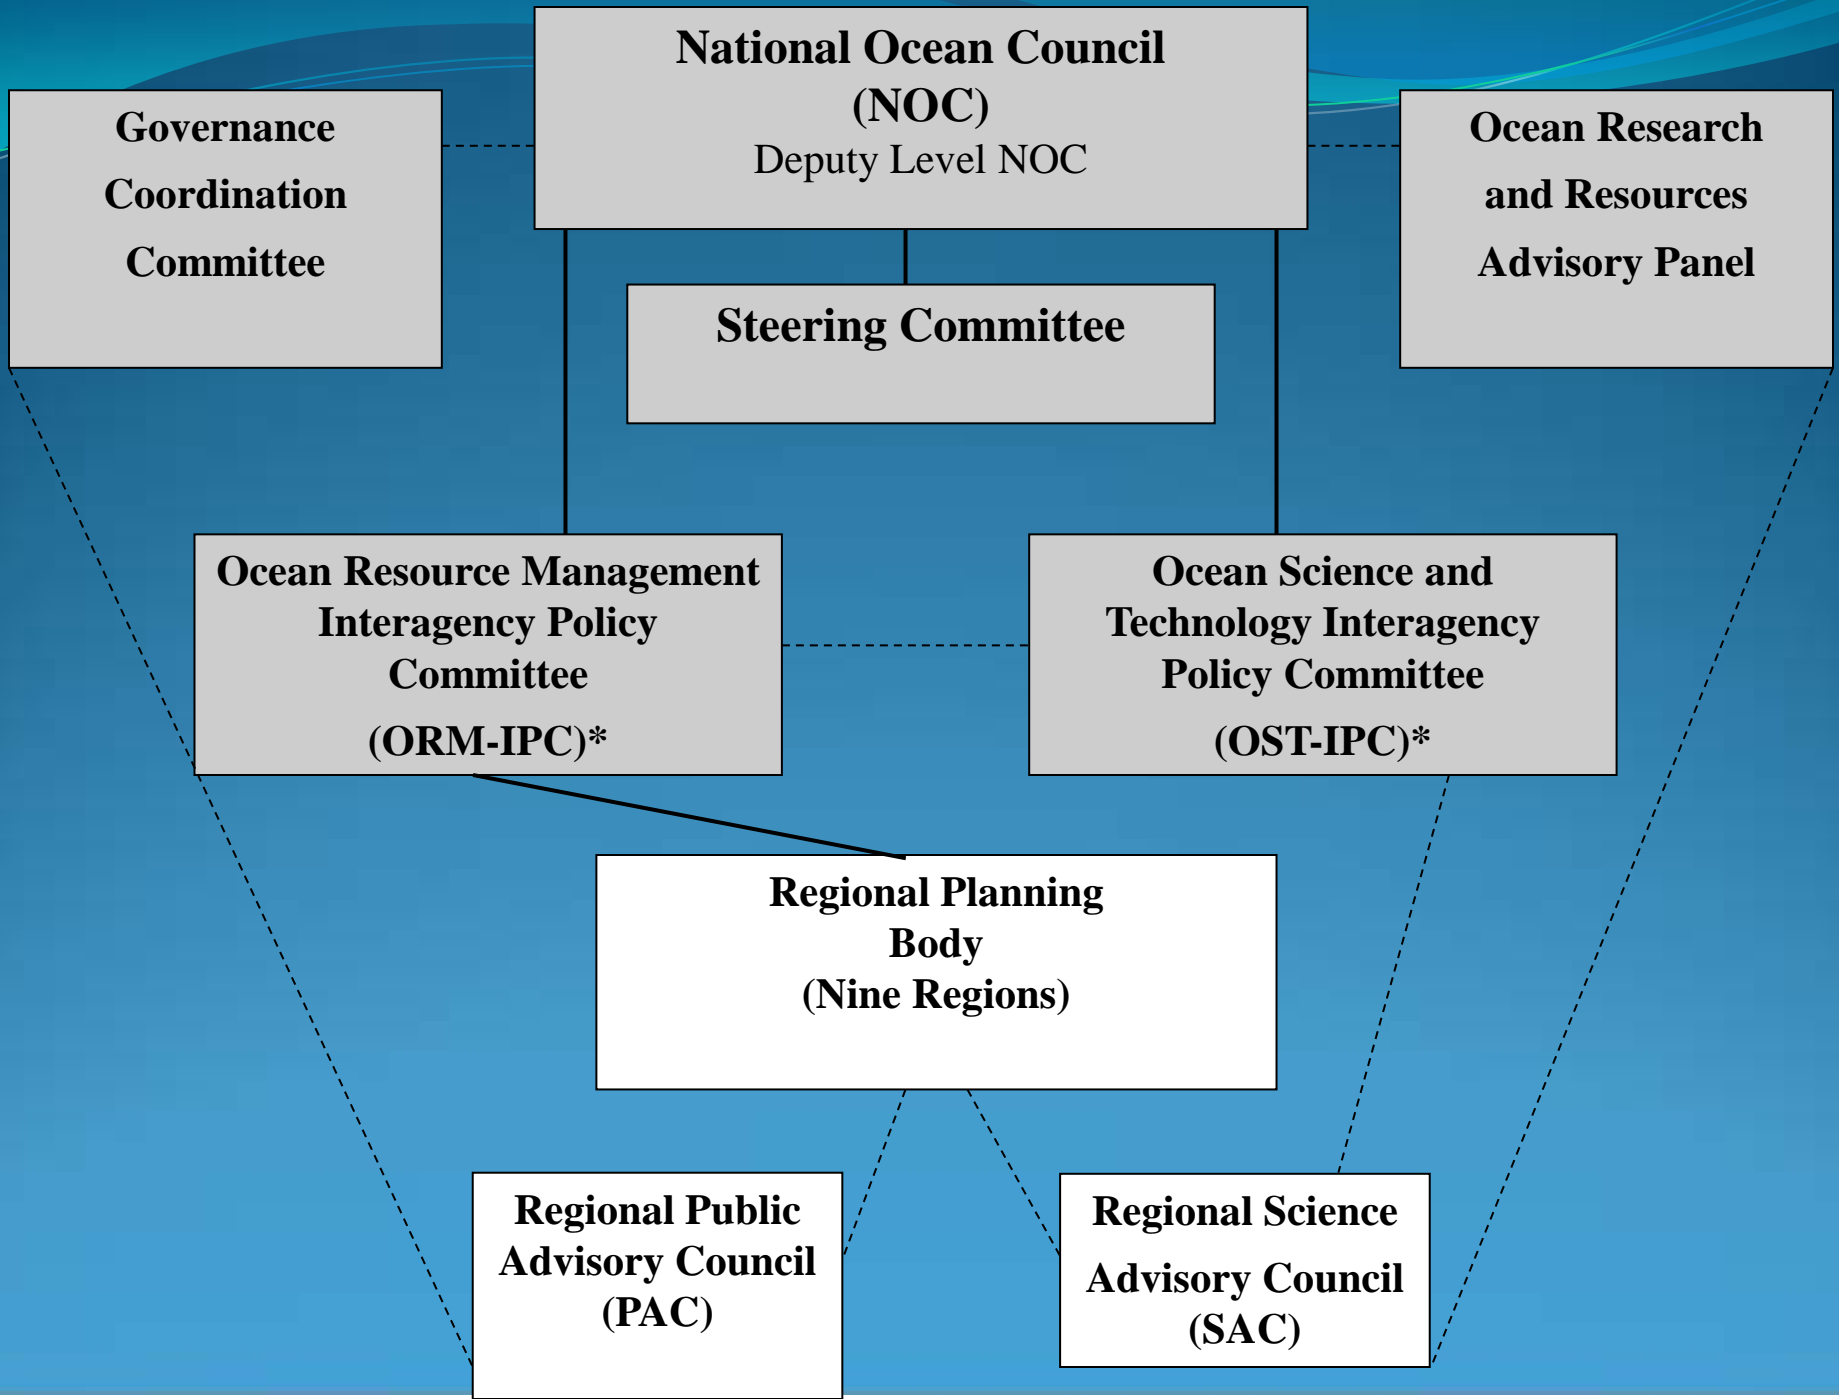 National Ocean Council
(NOC)
Deputy Level NOC
Governance
Coordination
Committee
Ocean Research
and Resources
Advisory Panel
Steering Committee
Ocean Resource Management
Interagency Policy
Committee
(ORM-IPC)*
Ocean Science and
Technology Interagency
Policy Committee
(OST-IPC)*
Regional Planning
Body
(Nine Regions)
Regional Public
Advisory Council
(PAC)
Regional Science
Advisory Council
(SAC)